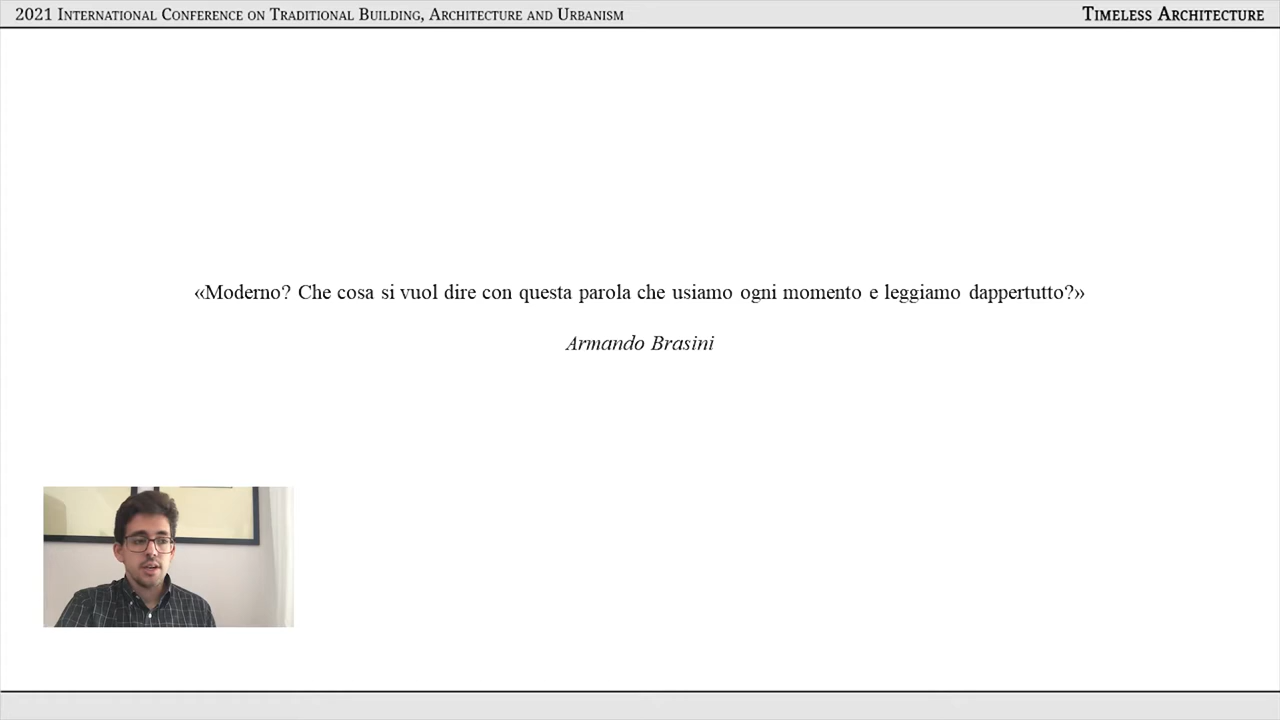 2021 International Conference on Traditional Building, Architecture and Urbanism
Timeless Architecture
«Moderno? Che cosa si vuol dire con questa parola che usiamo ogni momento e leggiamo dappertutto?»
Armando Brasini